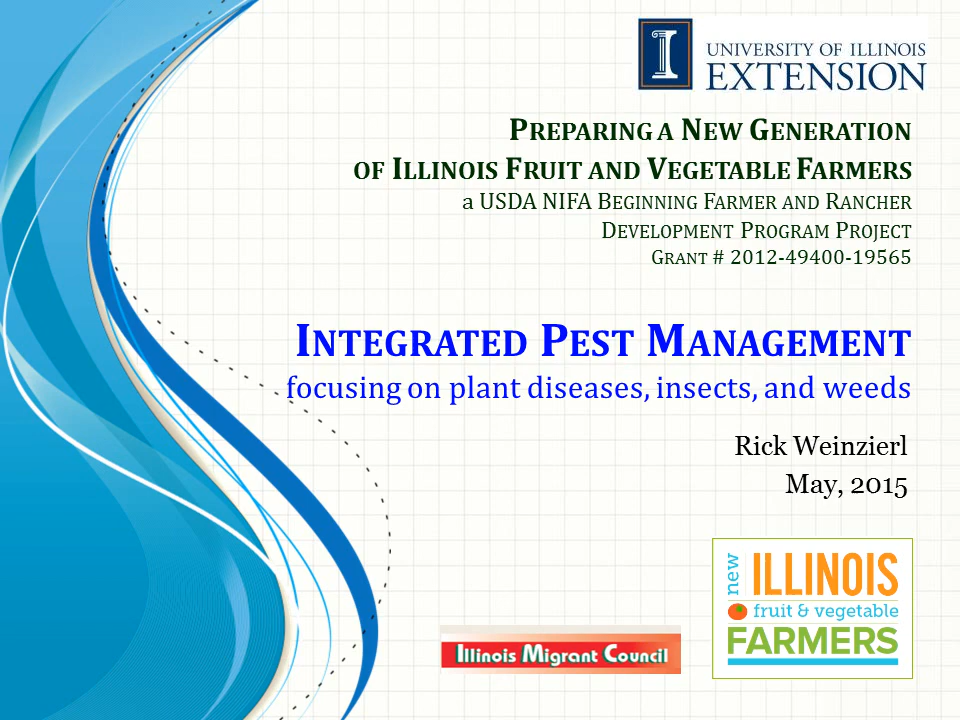 I
UNIVERSITY OF ILLINOIS
EXTENSION
PREPARING A NEW GENERATION
OF ILLINOIS FRUIT AND VEGETABLE FARMERS
a USDA NIFA BEGINNING FARMER AND RANCHER
DEVELOPMENT PROGRAM PROJECT
GRANT # 2012-49400-19565
INTEGRATED PEST MANAGEMENT
focusing on plant diseases, insects, and weeds
Rick Weinzierl
May, 2015
new
ILLINOIS
fruit & vegetable
FARMERS
Illinois Migrant Council